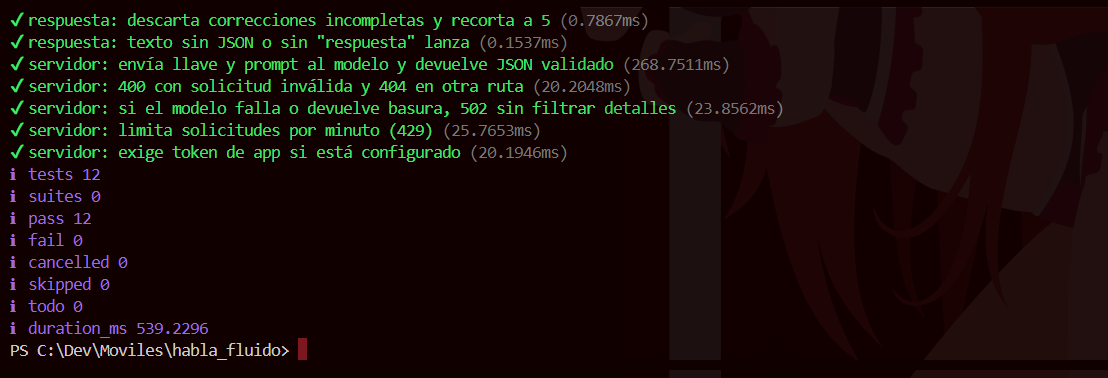 ✓ respuesta: descarta correcciones incompletas y recorta a 5 (0.7867ms)
✓ respuesta: texto sin JSON o sin "respuesta" lanza (0.1537ms)
✓ servidor: envía llave y prompt al modelo y devuelve JSON validado (268.7511ms)
✓ servidor: 400 con solicitud inválida y 404 en otra ruta (20.2048ms)
✓ servidor: si el modelo falla o devuelve basura, 502 sin filtrar detalles (23.8562ms)
✓ servidor: limita solicitudes por minuto (429) (25.7653ms)
✓ servidor: exige token de app si está configurado (20.1946ms)
ℹ tests 12
ℹ suites 0
ℹ pass 12
ℹ fail 0
ℹ cancelled 0
ℹ skipped 0
ℹ todo 0
ℹ duration_ms 539.2296
PS C:\Dev\Moviles\habla_fluido>